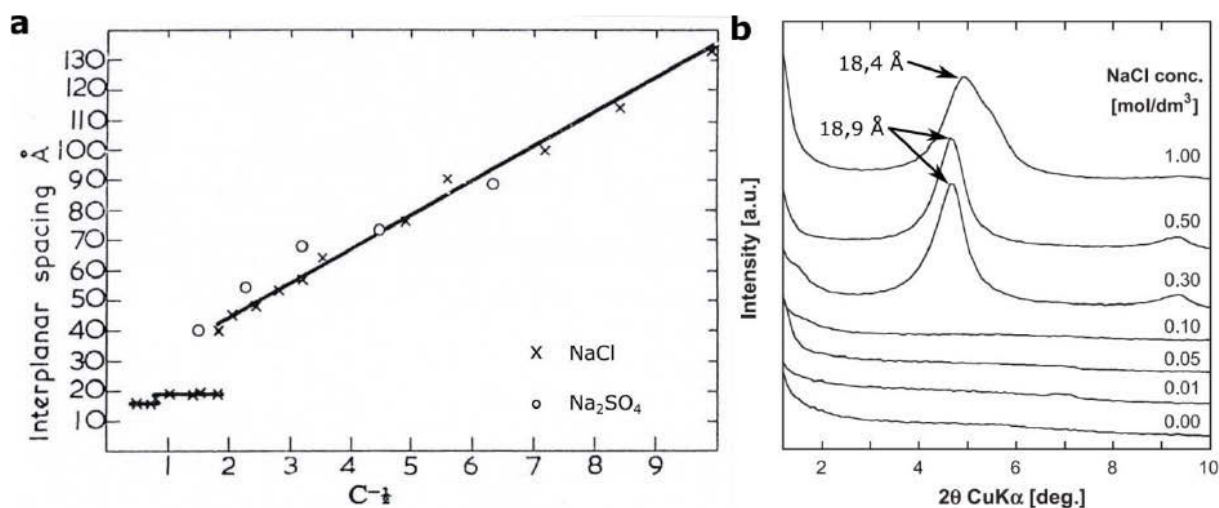 a
Interplanar spacing Å
130
120
110
100
90
80
70
60
50
40
30
20
10
1 2 3 4 5 6 7 8 9
C⁻½
× NaCl
○ Na₂SO₄
b
Intensity [a.u.]
18,4 Å
18,9 Å
NaCl conc.
[mol/dm³]
1.00
0.50
0.30
0.10
0.05
0.01
0.00
2 4 6 8 10
2θ CuKα [deg.]